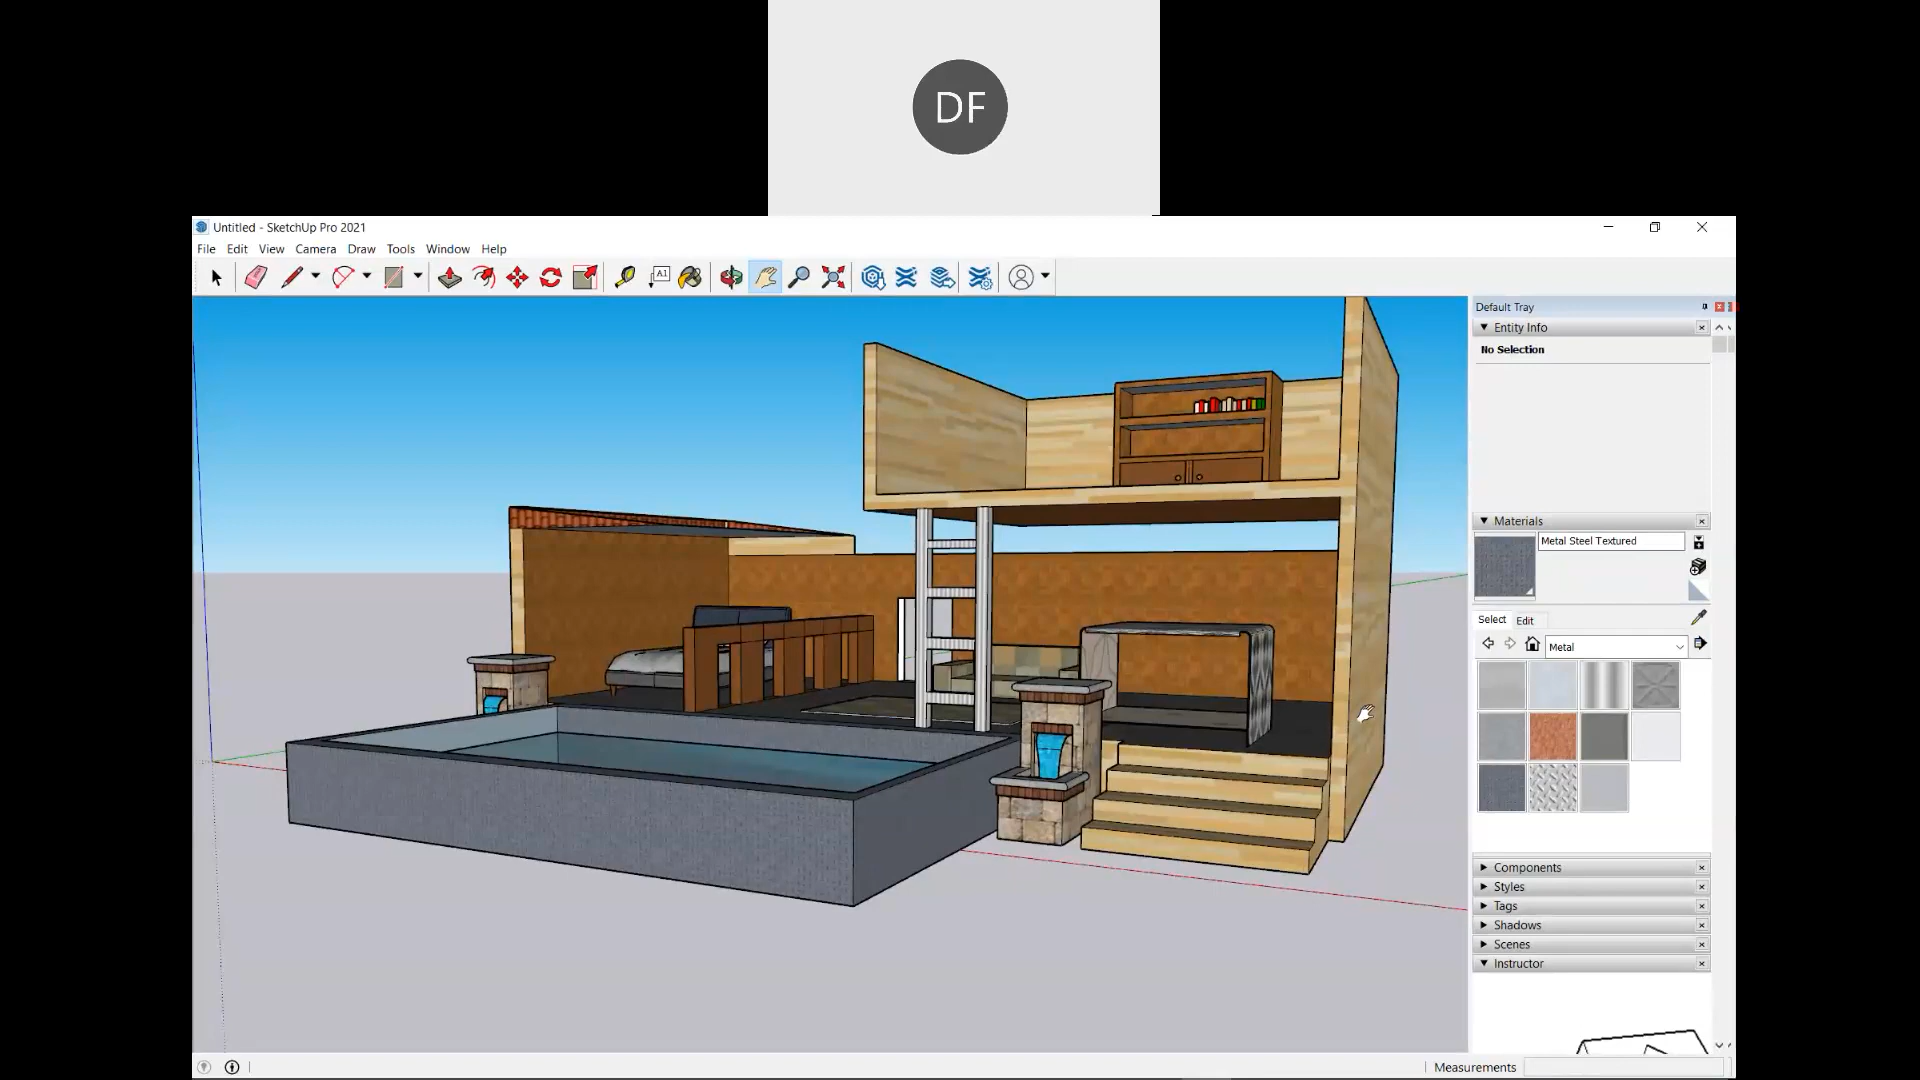 DF
Untitled - SketchUp Pro 2021
File Edit View Camera Draw Tools Window Help
A1
Default Tray
Entity Info
No Selection
Materials
Metal Steel Textured
Select Edit
Metal
Components
Styles
Tags
Shadows
Scenes
Instructor
Measurements